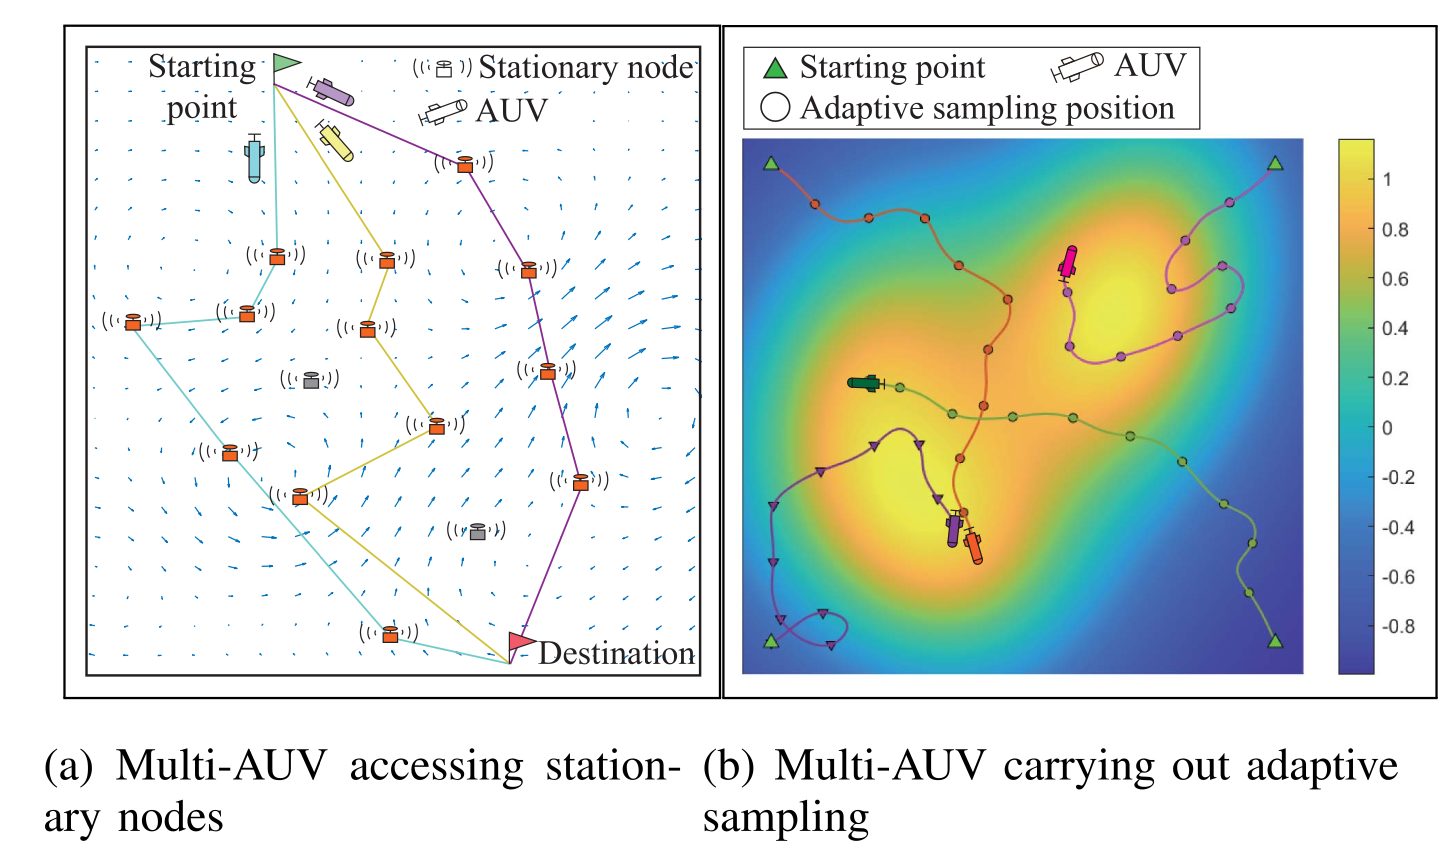 Starting
point
Stationary node
AUV
Destination
Starting point
AUV
Adaptive sampling position
1
0.8
0.6
0.4
0.2
0
-0.2
-0.4
-0.6
-0.8
(a) Multi-AUV accessing station-
ary nodes
(b) Multi-AUV carrying out adaptive
sampling